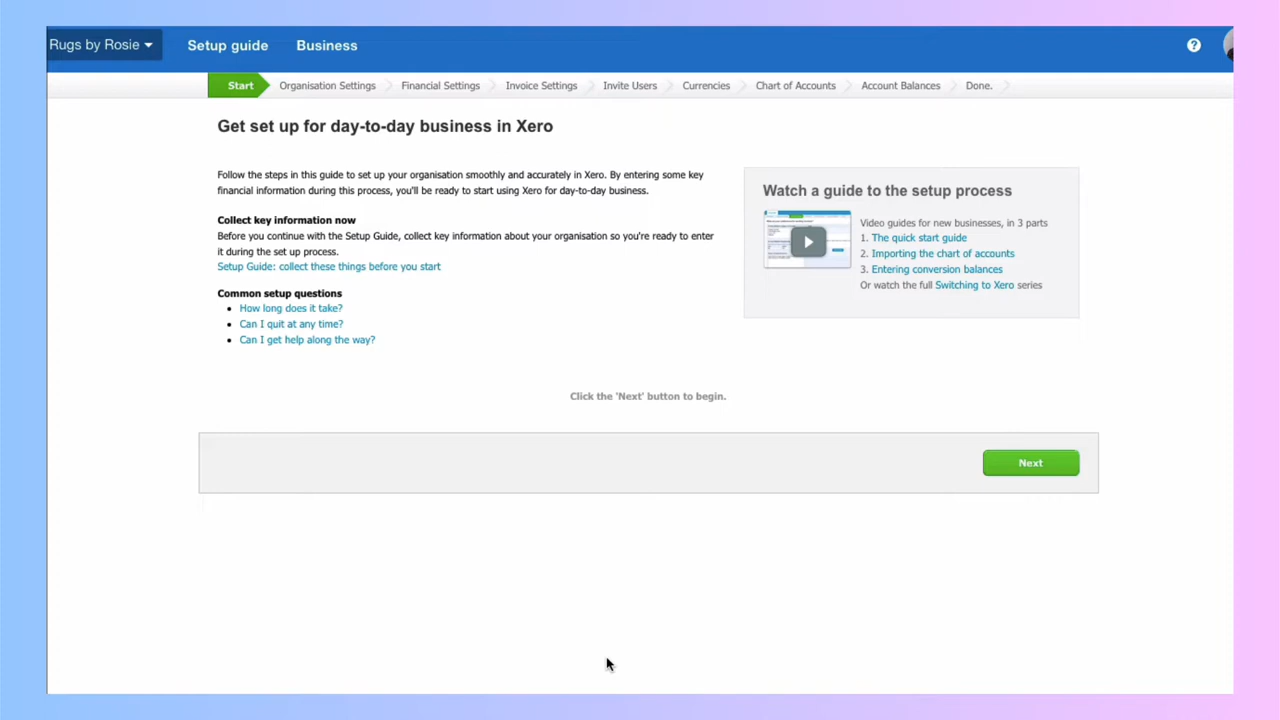 Rugs by Rosie
Setup guide
Business
Start
Organisation Settings
Financial Settings
Invoice Settings
Invite Users
Currencies
Chart of Accounts
Account Balances
Done.
Get set up for day-to-day business in Xero
Follow the steps in this guide to set up your organisation smoothly and accurately in Xero. By entering some key
financial information during this process, you'll be ready to start using Xero for day-to-day business.
Collect key information now
Before you continue with the Setup Guide, collect key information about your organisation so you're ready to enter
it during the set up process.
Setup Guide: collect these things before you start
Common setup questions
• How long does it take?
• Can I quit at any time?
• Can I get help along the way?
Watch a guide to the setup process
Video guides for new businesses, in 3 parts
1. The quick start guide
2. Importing the chart of accounts
3. Entering conversion balances
Or watch the full Switching to Xero series
Click the 'Next' button to begin.
Next